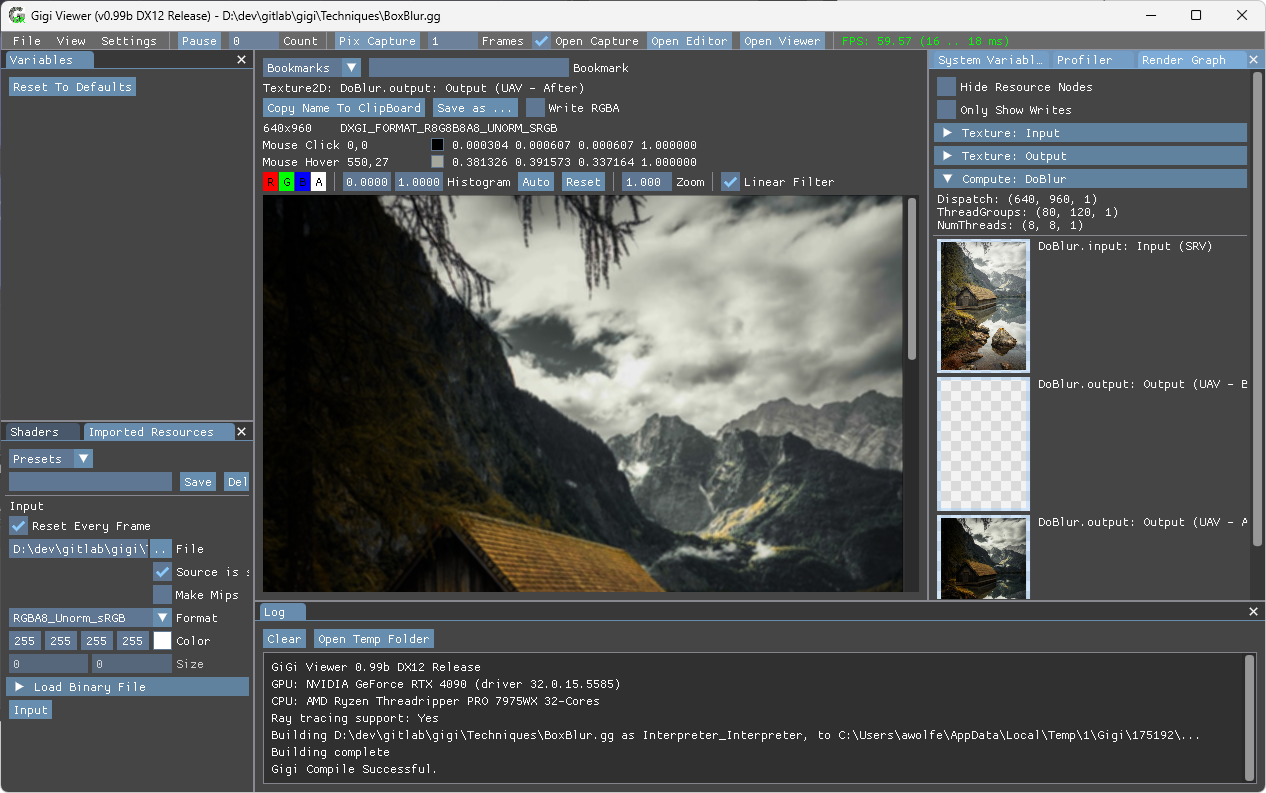 Gigi Viewer (v0.99b DX12 Release) - D:\dev\gitlab\gigi\Techniques\BoxBlur.gg
File View Settings Pause 0 Count Pix Capture 1 Frames Open Capture Open Editor Open Viewer FPS: 59.57 (16 .. 18 ms)
Variables
Reset To Defaults
Shaders Imported Resources
Presets
Save Del
Input
Reset Every Frame
D:\dev\gitlab\gigi\ .. File
Source is s
Make Mips
RGBA8_Unorm_sRGB Format
255 255 255 255 Color
0 0 Size
Load Binary File
Input
Bookmarks Bookmark
Texture2D: DoBlur.output: Output (UAV - After)
Copy Name To ClipBoard Save as ... Write RGBA
640x960 DXGI_FORMAT_R8G8B8A8_UNORM_SRGB
Mouse Click 0,0 0.000304 0.000607 0.000607 1.000000
Mouse Hover 550,27 0.381326 0.391573 0.337164 1.000000
R G B A 0.0000 1.0000 Histogram Auto Reset 1.000 Zoom Linear Filter
System Variabl... Profiler Render Graph
Hide Resource Nodes
Only Show Writes
Texture: Input
Texture: Output
Compute: DoBlur
Dispatch: (640, 960, 1)
ThreadGroups: (80, 120, 1)
NumThreads: (8, 8, 1)
DoBlur.input: Input (SRV)
DoBlur.output: Output (UAV - B
DoBlur.output: Output (UAV - A
Log
Clear Open Temp Folder
GiGi Viewer 0.99b DX12 Release
GPU: NVIDIA GeForce RTX 4090 (driver 32.0.15.5585)
CPU: AMD Ryzen Threadripper PRO 7975WX 32-Cores
Ray tracing support: Yes
Building D:\dev\gitlab\gigi\Techniques\BoxBlur.gg as Interpreter_Interpreter, to C:\Users\awolfe\AppData\Local\Temp\1\Gigi\175192\...
Building complete
Gigi Compile Successful.